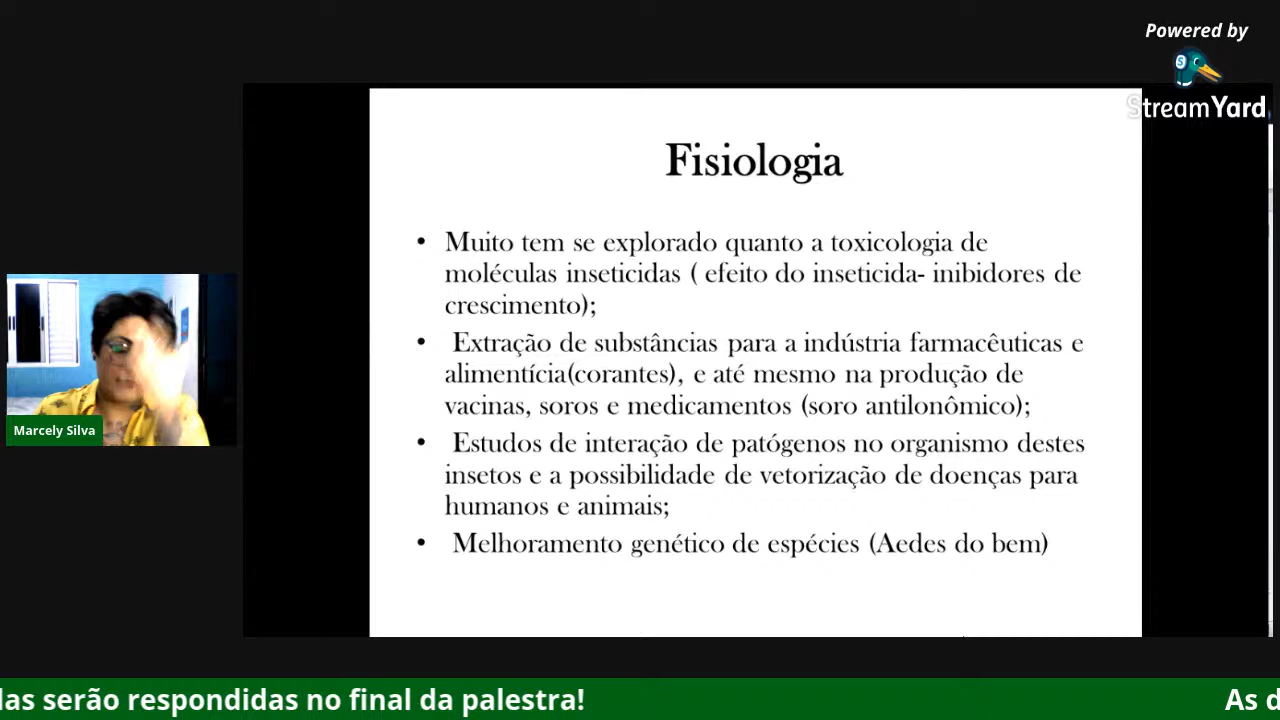 Powered by
StreamYard
Fisiologia
• Muito tem se explorado quanto a toxicologia de
moléculas inseticidas ( efeito do inseticida- inibidores de
crescimento);
• Extração de substâncias para a indústria farmacêuticas e
alimentícia(corantes), e até mesmo na produção de
vacinas, soros e medicamentos (soro antilonômico);
• Estudos de interação de patógenos no organismo destes
insetos e a possibilidade de vetorização de doenças para
humanos e animais;
• Melhoramento genético de espécies (Aedes do bem)
Marcely Silva
serão respondidas no final da palestra!
As